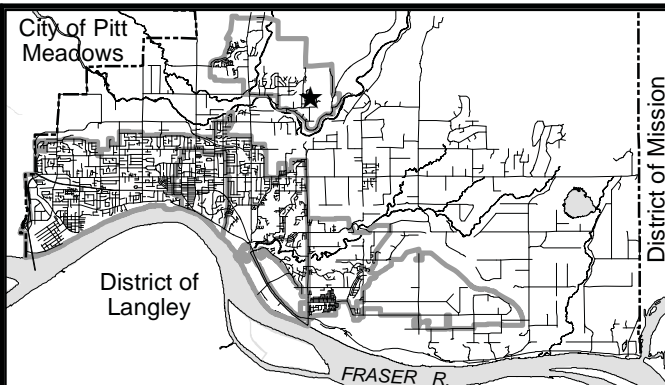 City of Pitt
Meadows
District of Mission
District of
Langley
FRASER R.